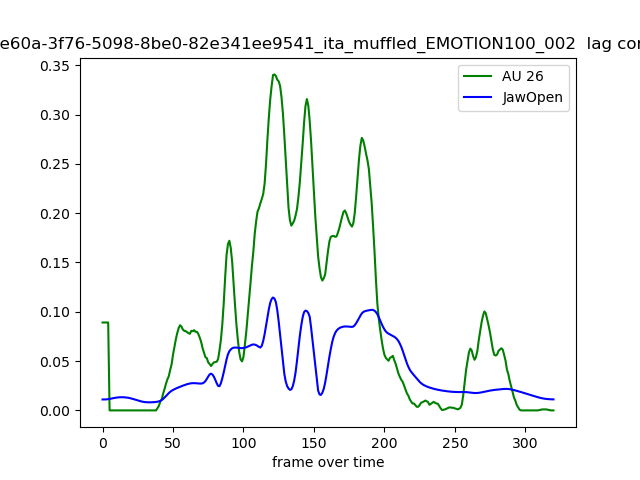 e60a-3f76-5098-8be0-82e341ee9541_ita_muffled_EMOTION100_002 lag cor
0.35
0.30
0.25
0.20
0.15
0.10
0.05
0.00
AU 26
JawOpen
0 50 100 150 200 250 300
frame over time